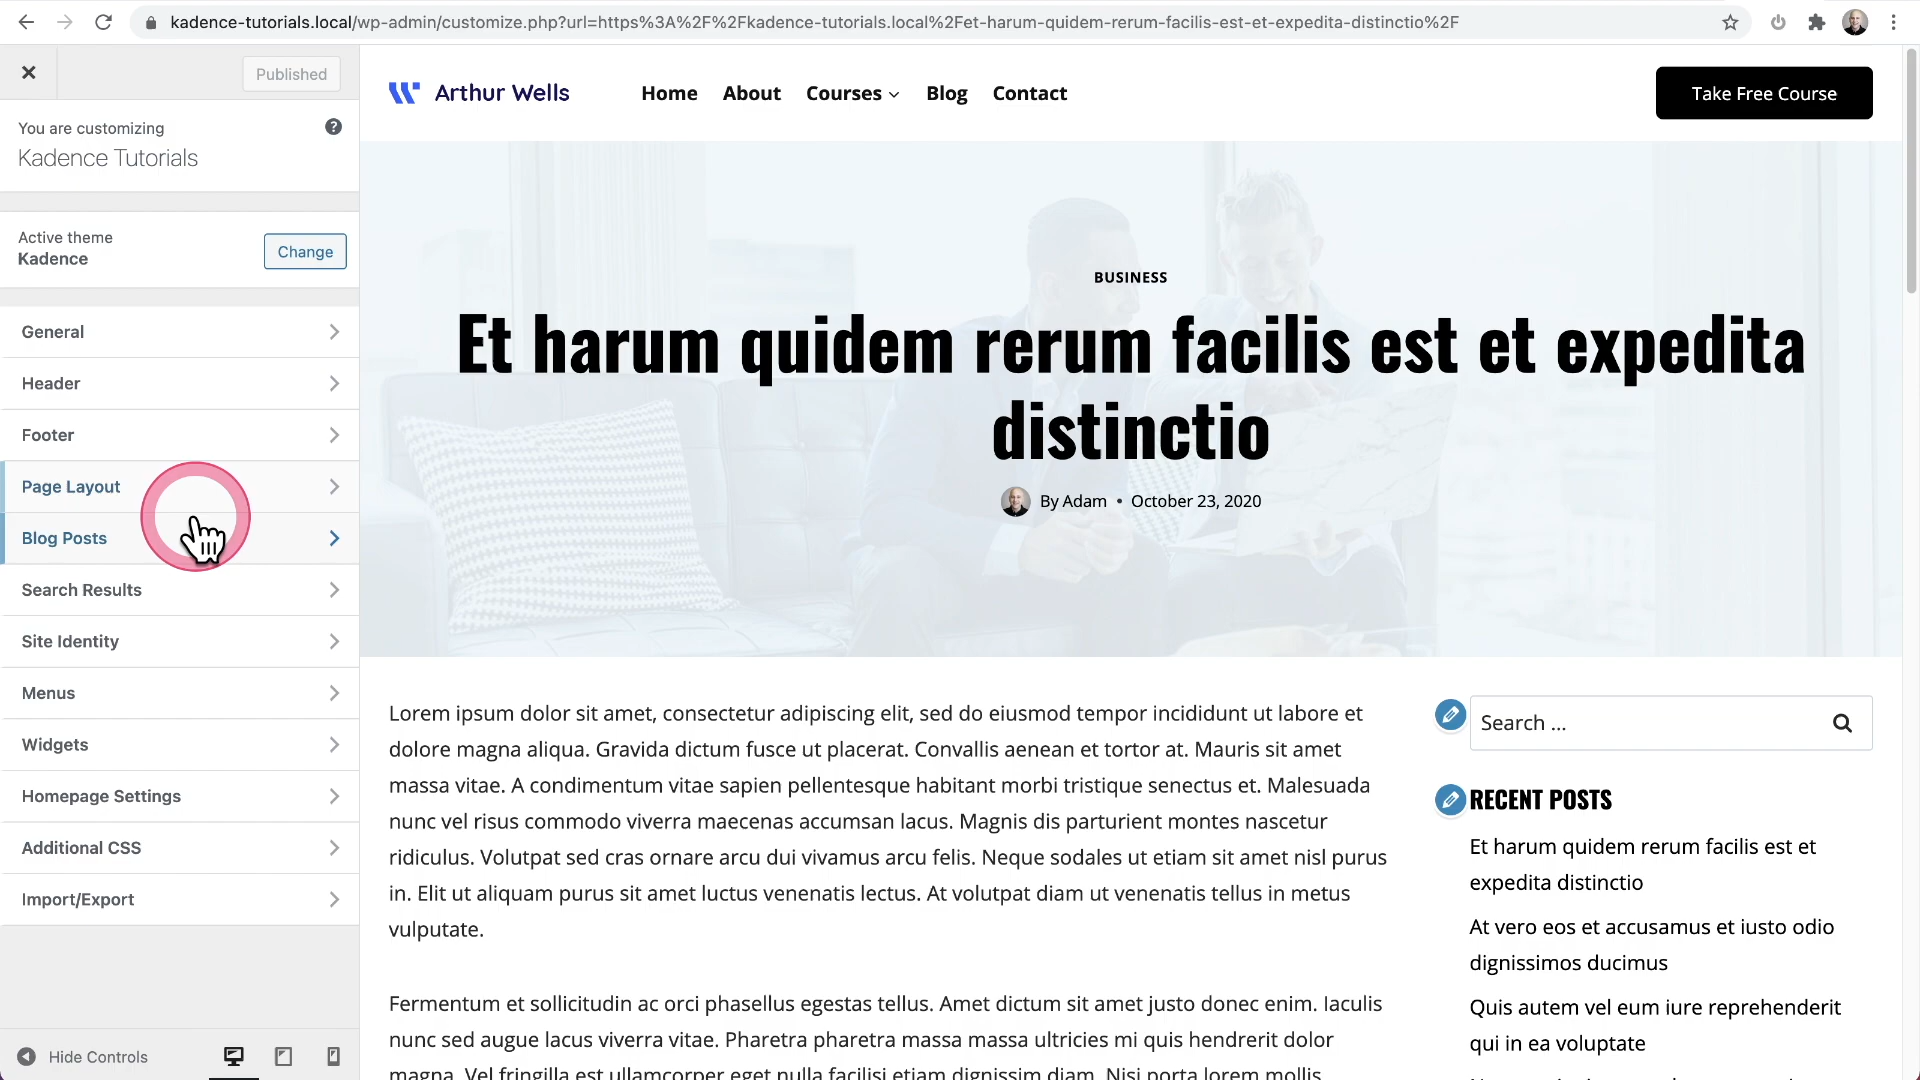 kadence-tutorials.local/wp-admin/customize.php?url=https%3A%2F%2Fkadence-tutorials.local%2Fet-harum-quidem-rerum-facilis-est-et-expedita-distinctio%2F
Published
You are customizing
Kadence Tutorials
Active theme
Kadence
Change
General
Header
Footer
Page Layout
Blog Posts
Search Results
Site Identity
Menus
Widgets
Homepage Settings
Additional CSS
Import/Export
Hide Controls
Arthur Wells
Home About Courses Blog Contact
Take Free Course
BUSINESS
Et harum quidem rerum facilis est et expedita
distinctio
By Adam • October 23, 2020
Lorem ipsum dolor sit amet, consectetur adipiscing elit, sed do eiusmod tempor incididunt ut labore et
dolore magna aliqua. Gravida dictum fusce ut placerat. Convallis aenean et tortor at. Mauris sit amet
massa vitae. A condimentum vitae sapien pellentesque habitant morbi tristique senectus et. Malesuada
nunc vel risus commodo viverra maecenas accumsan lacus. Magnis dis parturient montes nascetur
ridiculus. Volutpat sed cras ornare arcu dui vivamus arcu felis. Neque sodales ut etiam sit amet nisl purus
in. Elit ut aliquam purus sit amet luctus venenatis lectus. At volutpat diam ut venenatis tellus in metus
vulputate.
Fermentum et sollicitudin ac orci phasellus egestas tellus. Amet dictum sit amet justo donec enim. Iaculis
nunc sed augue lacus viverra vitae. Pharetra pharetra massa massa ultricies mi quis hendrerit dolor
magna. Vel fringilla est ullamcorper eget nulla facilisi etiam dignissim diam. Nisi porta lorem mollis
Search ...
RECENT POSTS
Et harum quidem rerum facilis est et
expedita distinctio
At vero eos et accusamus et iusto odio
dignissimos ducimus
Quis autem vel eum iure reprehenderit
qui in ea voluptate